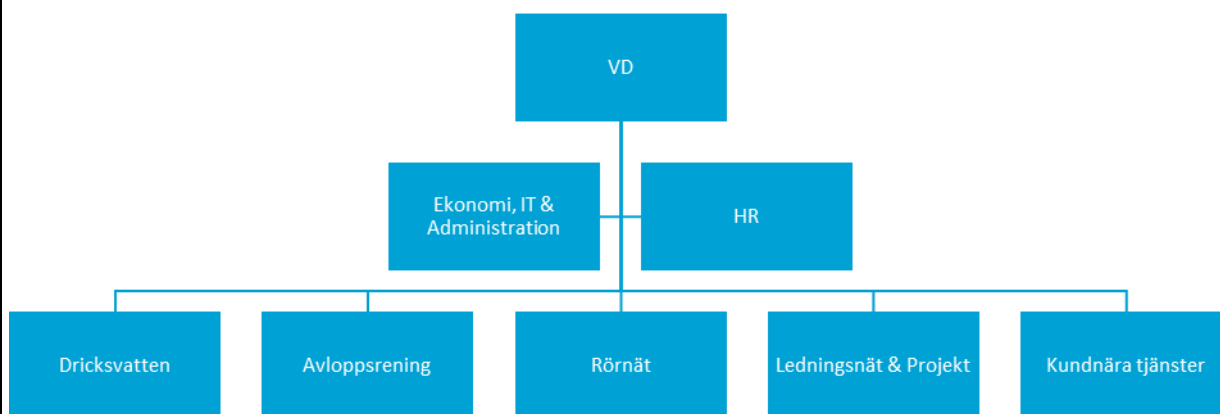 VD
Ekonomi, IT &
Administration
HR
Dricksvatten
Avloppsrening
Rörnät
Ledningsnät & Projekt
Kundnära tjänster